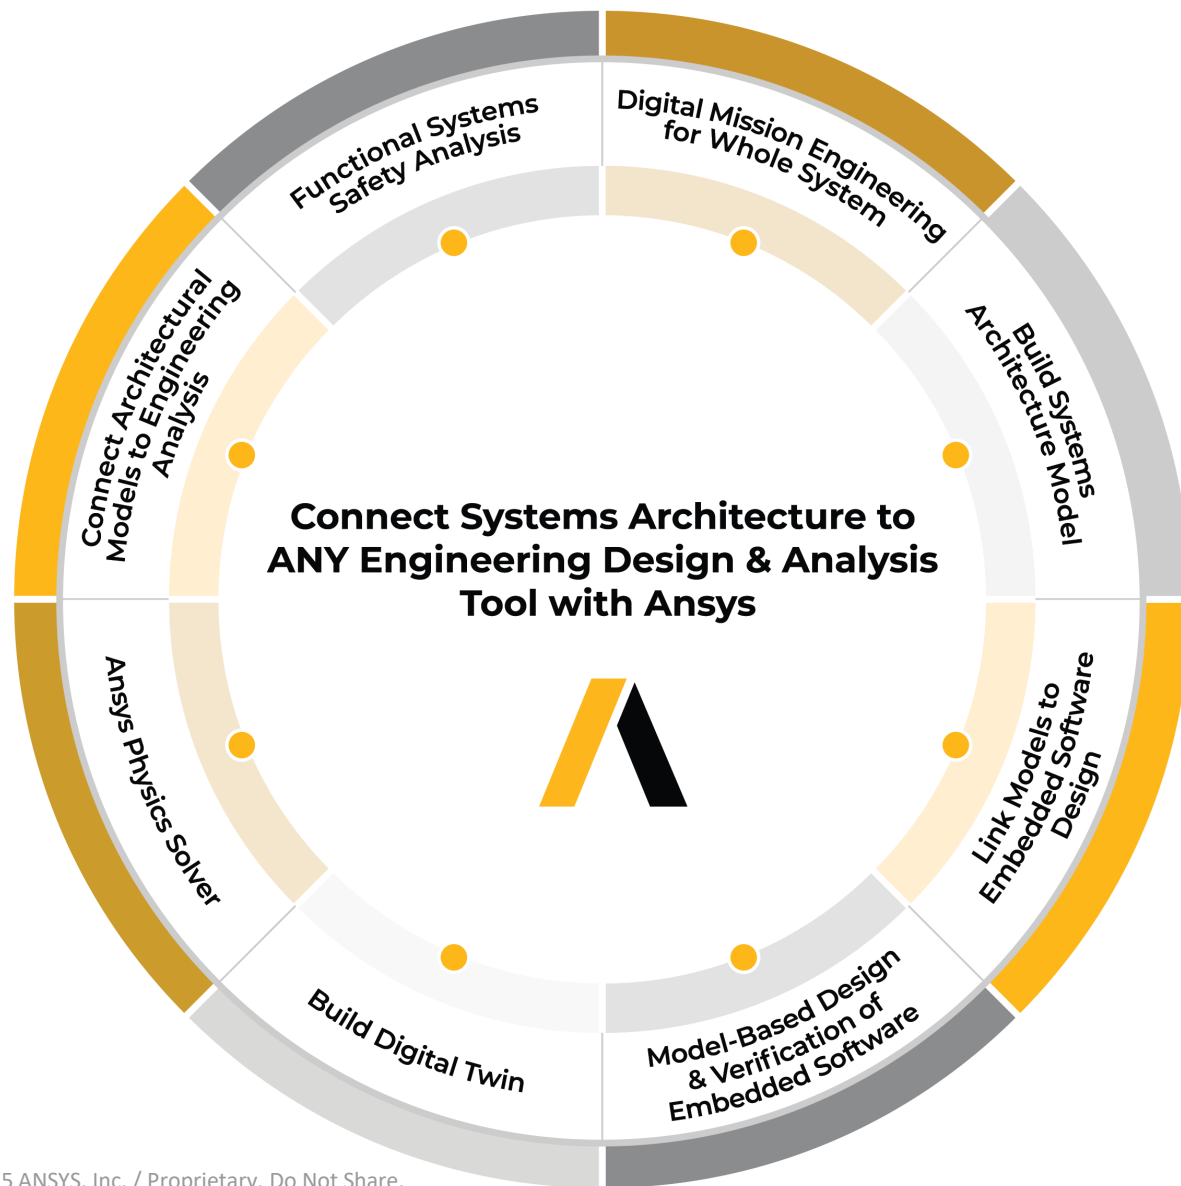 Functional Systems
Safety Analysis
Digital Mission Engineering
for Whole System
Build Systems
Architecture Model
Link Models to
Embedded Software
Design
Model-Based Design
& Verification of
Embedded Software
Build Digital Twin
Ansys Physics Solver
Connect Architectural
Models to Engineering
Analysis
Connect Systems Architecture to
ANY Engineering Design & Analysis
Tool with Ansys
5 ANSYS, Inc. / Proprietary. Do Not Share.